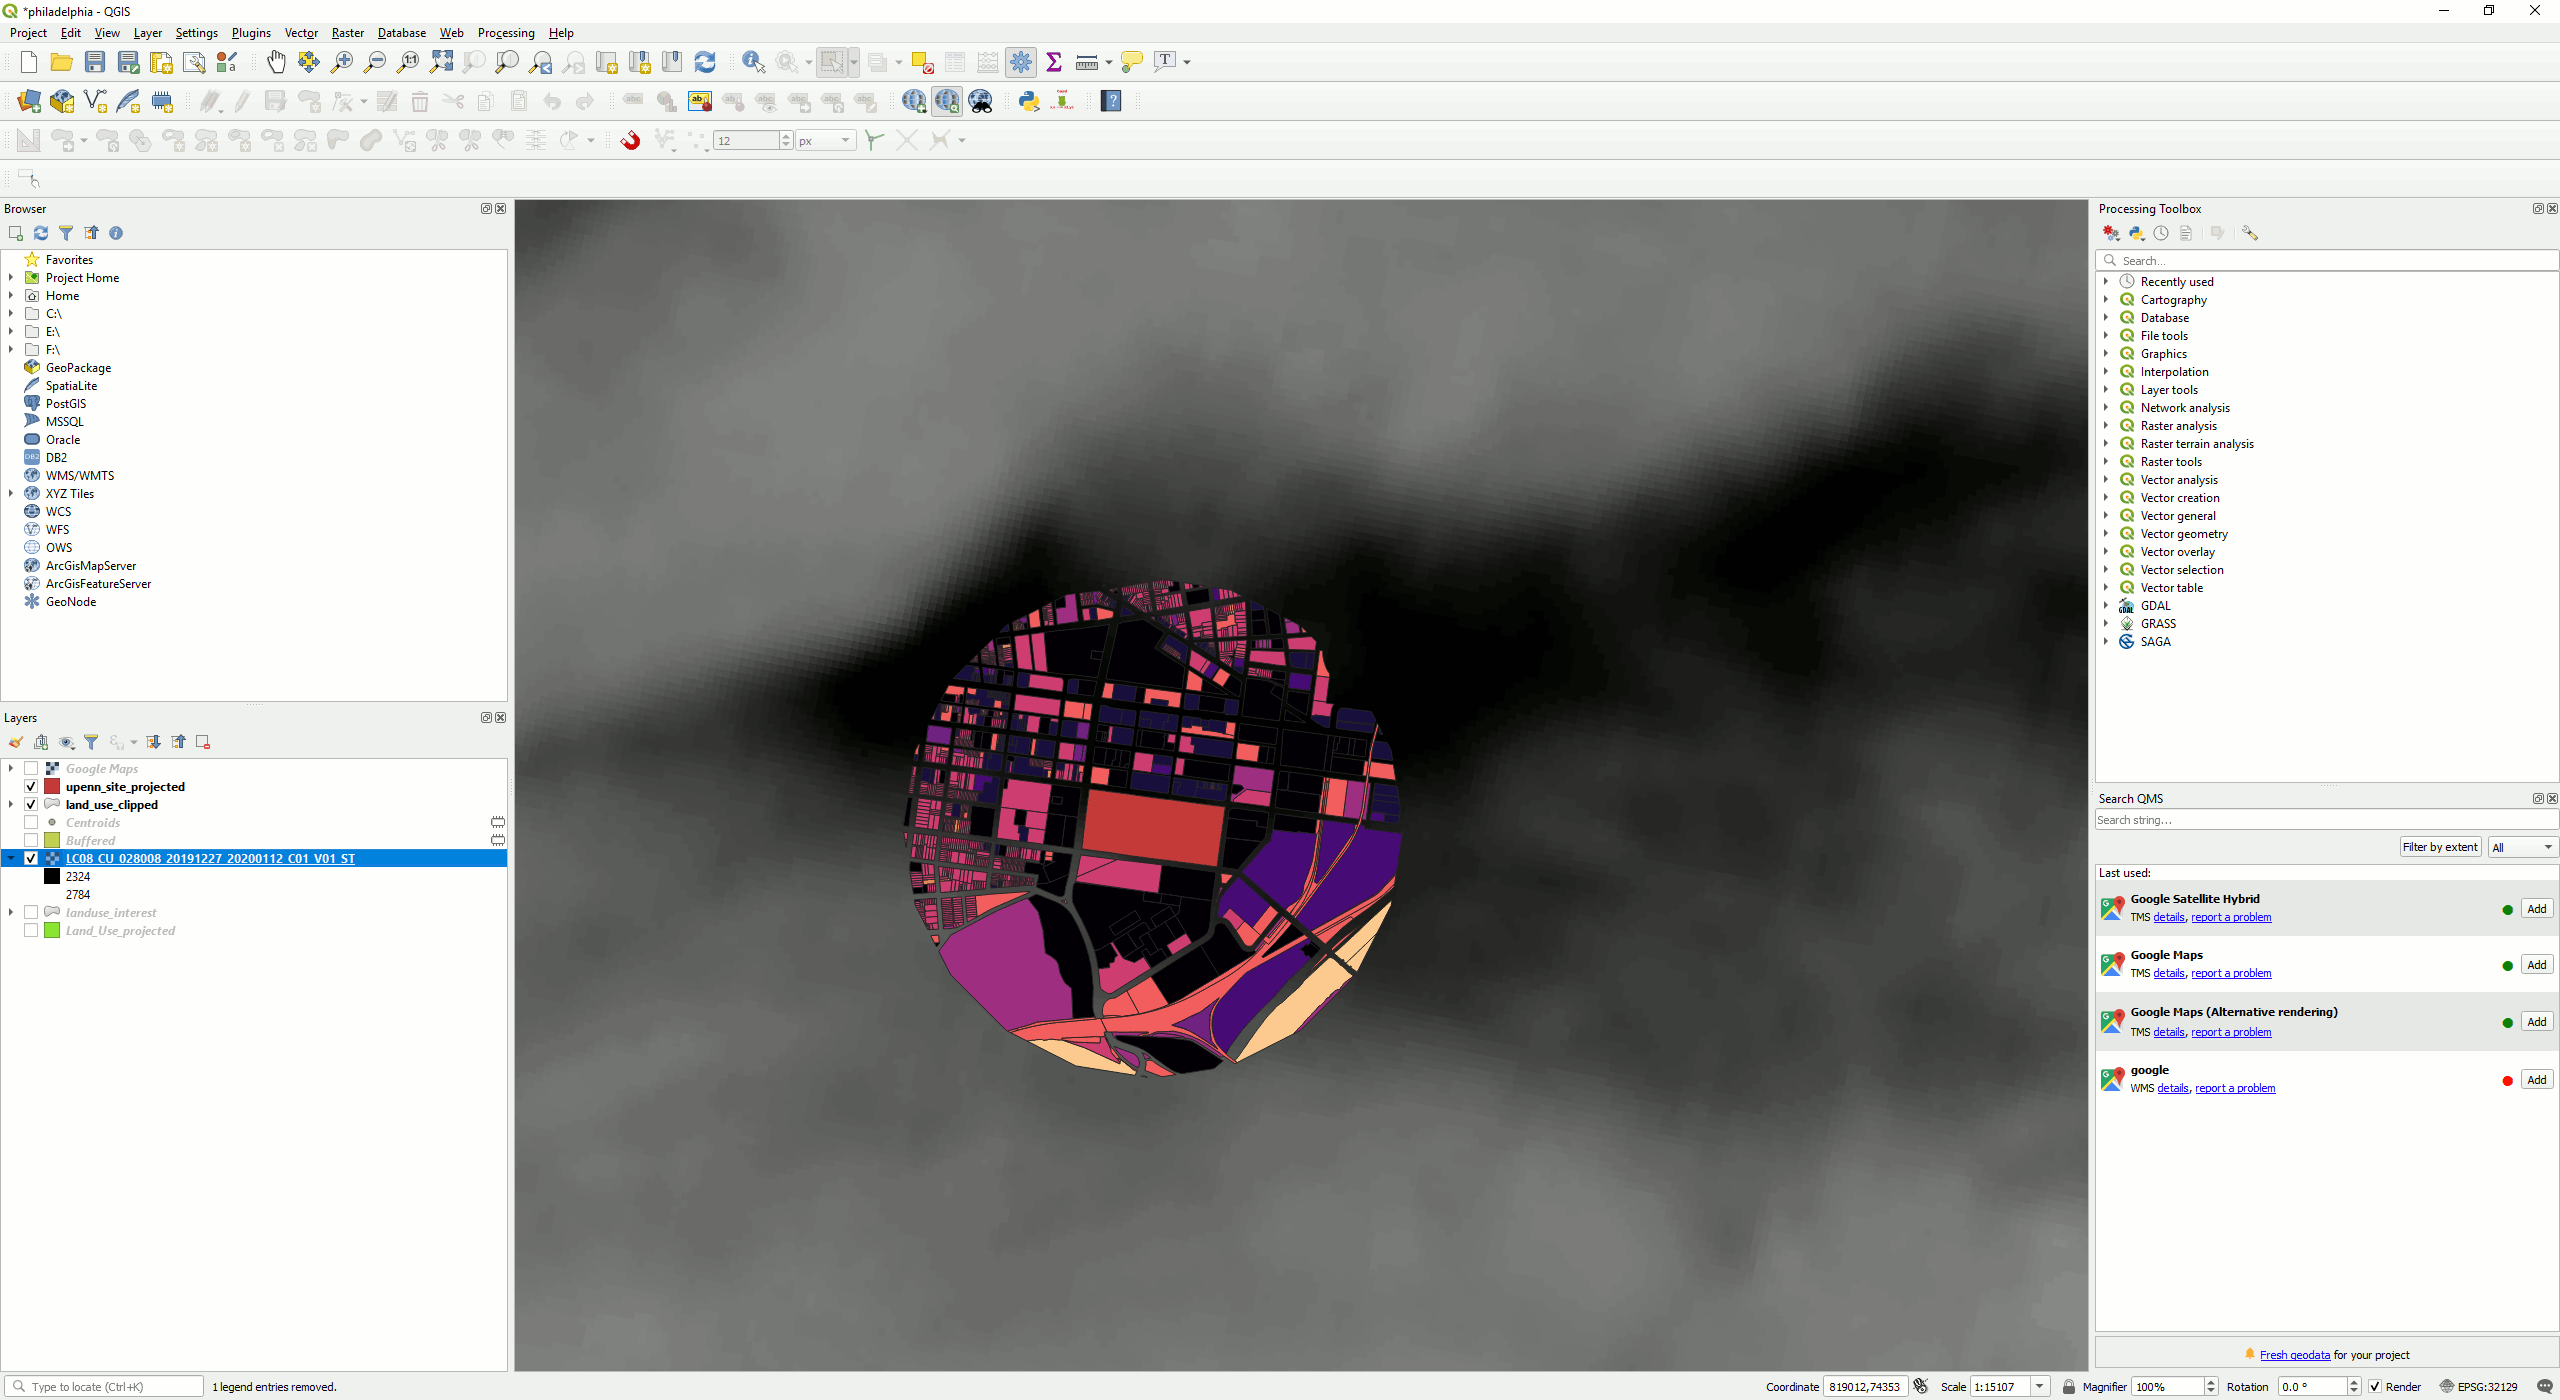 *philadelphia - QGIS
Project Edit View Layer Settings Plugins Vector Raster Database Web Processing Help
12 px
Browser
Favorites
Project Home
Home
C:\
E:\
F:\
GeoPackage
SpatiaLite
PostGIS
MSSQL
Oracle
DB2
WMS/WMTS
XYZ Tiles
WCS
WFS
OWS
ArcGisMapServer
ArcGisFeatureServer
GeoNode
Layers
Google Maps
upenn_site_projected
land_use_clipped
Centroids
Buffered
LC08_CU_028008_20191227_20200112_C01_V01_ST
2324
2784
landuse_interest
Land_Use_projected
Processing Toolbox
Search...
Recently used
Cartography
Database
File tools
Graphics
Interpolation
Layer tools
Network analysis
Raster analysis
Raster terrain analysis
Raster tools
Vector analysis
Vector creation
Vector general
Vector geometry
Vector overlay
Vector selection
Vector table
GDAL
GRASS
SAGA
Search QMS
Search string...
Filter by extent All
Last used:
Google Satellite Hybrid
TMS details, report a problem Add
Google Maps
TMS details, report a problem Add
Google Maps (Alternative rendering)
TMS details, report a problem Add
google
WMS details, report a problem Add
Fresh geodata for your project
Type to locate (Ctrl+K) 1 legend entries removed. Coordinate 819012,74353 Scale 1:15107 Magnifier 100% Rotation 0.0 ° Render EPSG:32129